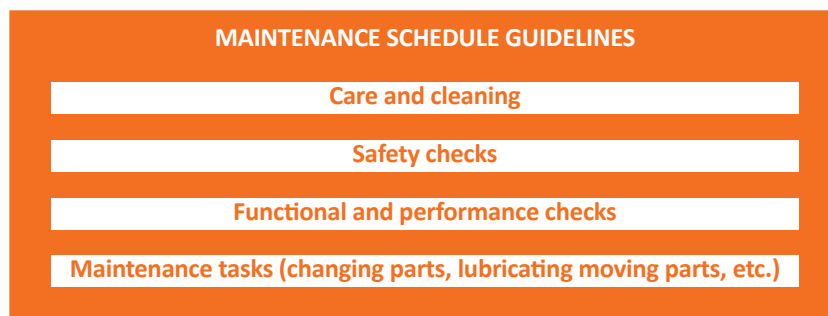 MAINTENANCE SCHEDULE GUIDELINES
Care and cleaning
Safety checks
Functional and performance checks
Maintenance tasks (changing parts, lubricating moving parts, etc.)